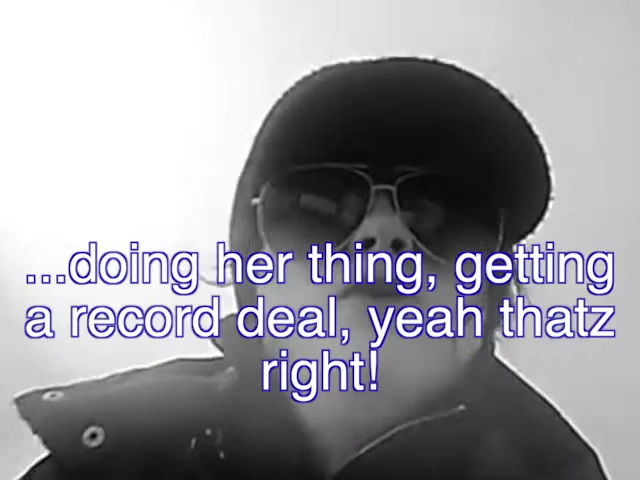 ...doing her thing, getting
a record deal, yeah thatz
right!